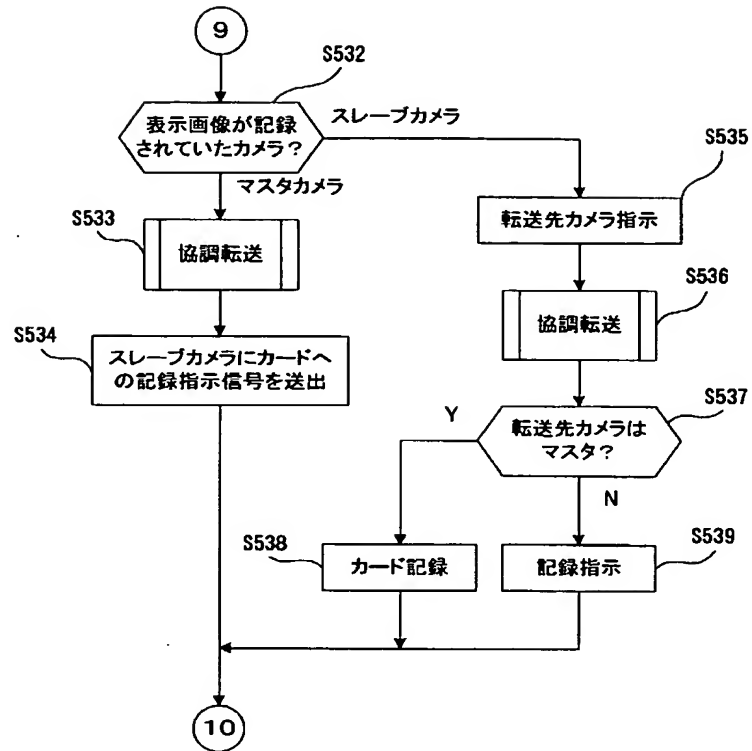 9
S532
表示画像が記録
されていたカメラ？
スレーブカメラ
マスタカメラ
S535
転送先カメラ指示
S533
協調転送
S536
協調転送
S534
スレーブカメラにカードへ
の記録指示信号を送出
S537
転送先カメラは
マスタ？
Y
N
S538
カード記録
S539
記録指示
10